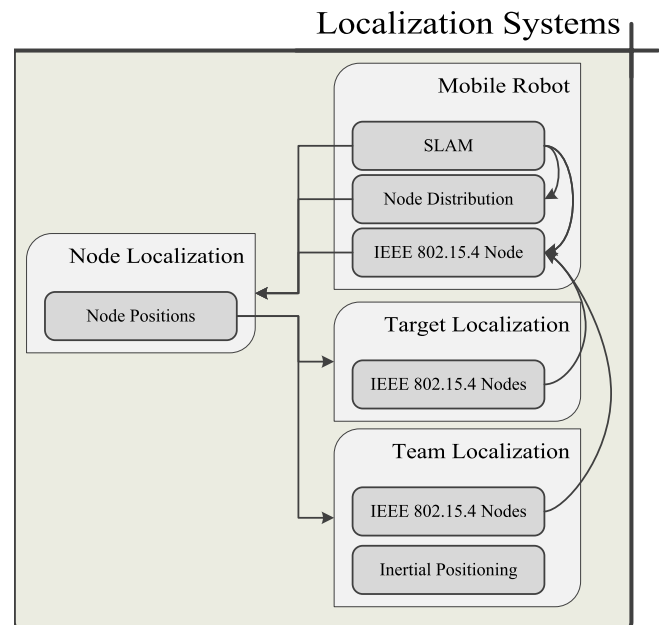 Localization Systems
Mobile Robot
SLAM
Node Distribution
IEEE 802.15.4 Node
Node Localization
Node Positions
Target Localization
IEEE 802.15.4 Nodes
Team Localization
IEEE 802.15.4 Nodes
Inertial Positioning